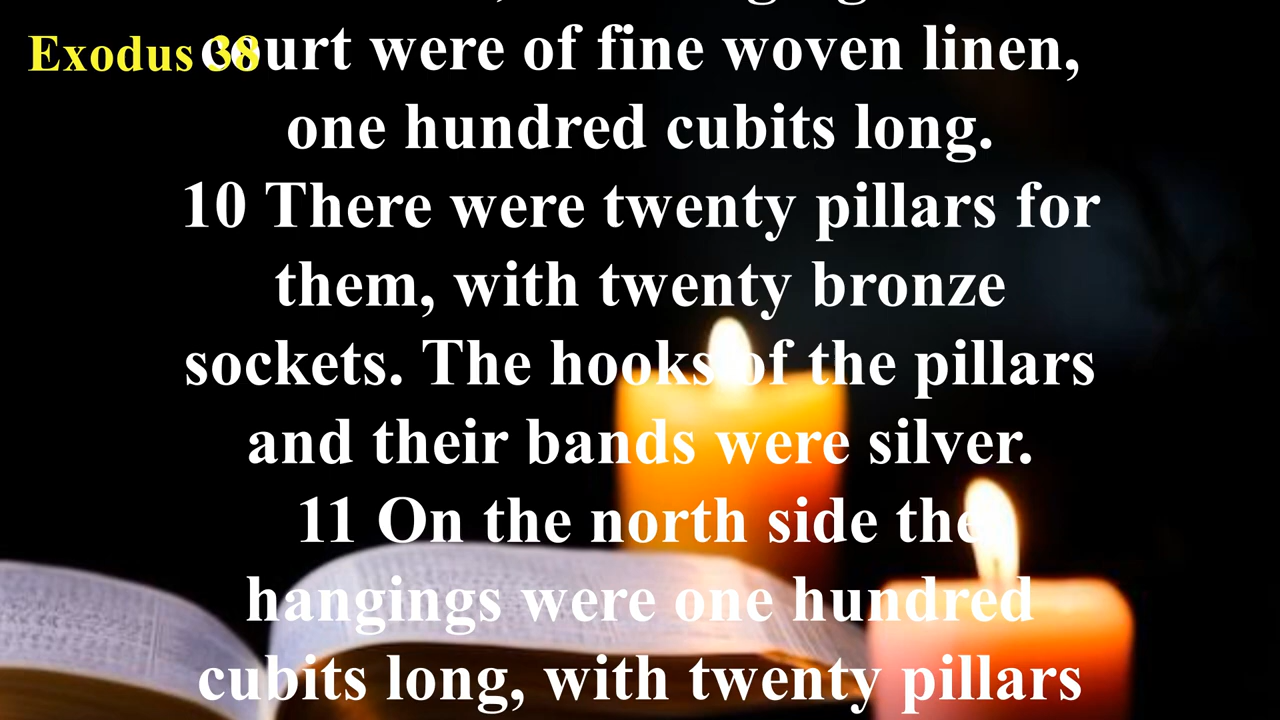 Exodus 38
court were of fine woven linen,
one hundred cubits long.
10 There were twenty pillars for
them, with twenty bronze
sockets. The hooks of the pillars
and their bands were silver.
11 On the north side the
hangings were one hundred
cubits long, with twenty pillars